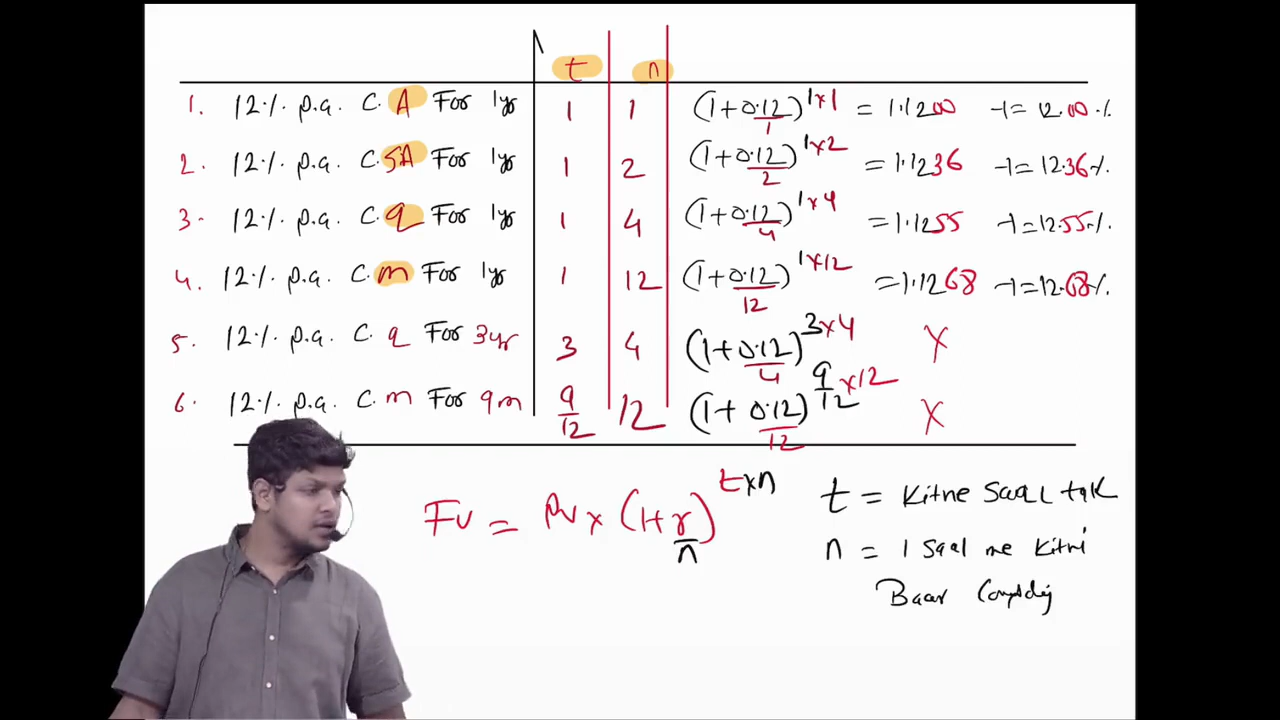 t n
1. 12.%. p.a. C. A For 1yr 1 1 (1+0.12/1)^1x1 = 1.1200 -1= 12.00.%
2. 12.%. p.a. C. SA For 1yr 1 2 (1+0.12/2)^1x2 = 1.1236 -1= 12.36.%.
3. 12.%. p.a. C. q For 1yr 1 4 (1+0.12/4)^1x4 = 1.1255 -1= 12.55.%.
4. 12.%. p.a. C. m For 1yr 1 12 (1+0.12/12)^1x12 = 1.1268 -1= 12.68.%
5. 12.%. p.a. C. q For 3yr 3 4 (1+0.12/4)^3x4 X
6. 12.%. p.a. C. m For 9m 9/12 12 (1+0.12/12)^9/12x12 X
Fv = Pv x (1+r/n)^txn
t = Kitne Saal tak
n = 1 Saal me Kitni
Baar